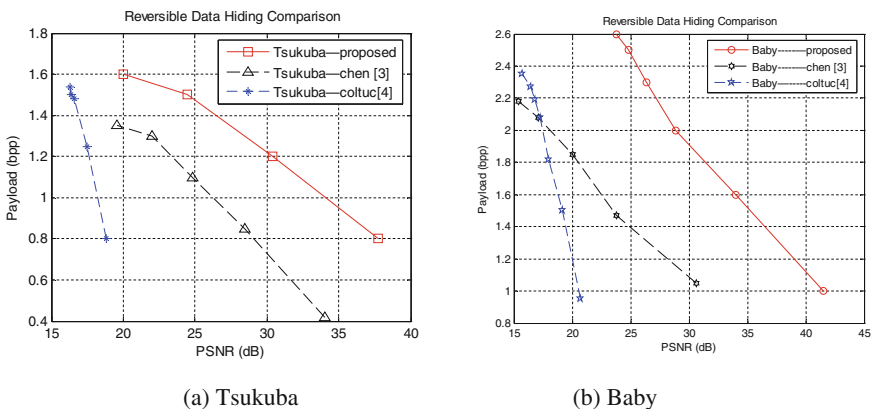 Reversible Data Hiding Comparison
1.8
1.6
1.4
1.2
1
0.8
0.6
0.4
Payload (bpp)
15 20 25 30 35 40
PSNR (dB)
Tsukuba—proposed
Tsukuba—chen [3]
Tsukuba—coltuc[4]
(a) Tsukuba
Reversible Data Hiding Comparison
2.6
2.4
2.2
2
1.8
1.6
1.4
1.2
1
0.8
Payload (bpp)
15 20 25 30 35 40 45
PSNR (dB)
Baby--------proposed
Baby--------chen [3]
Baby--------coltuc[4]
(b) Baby